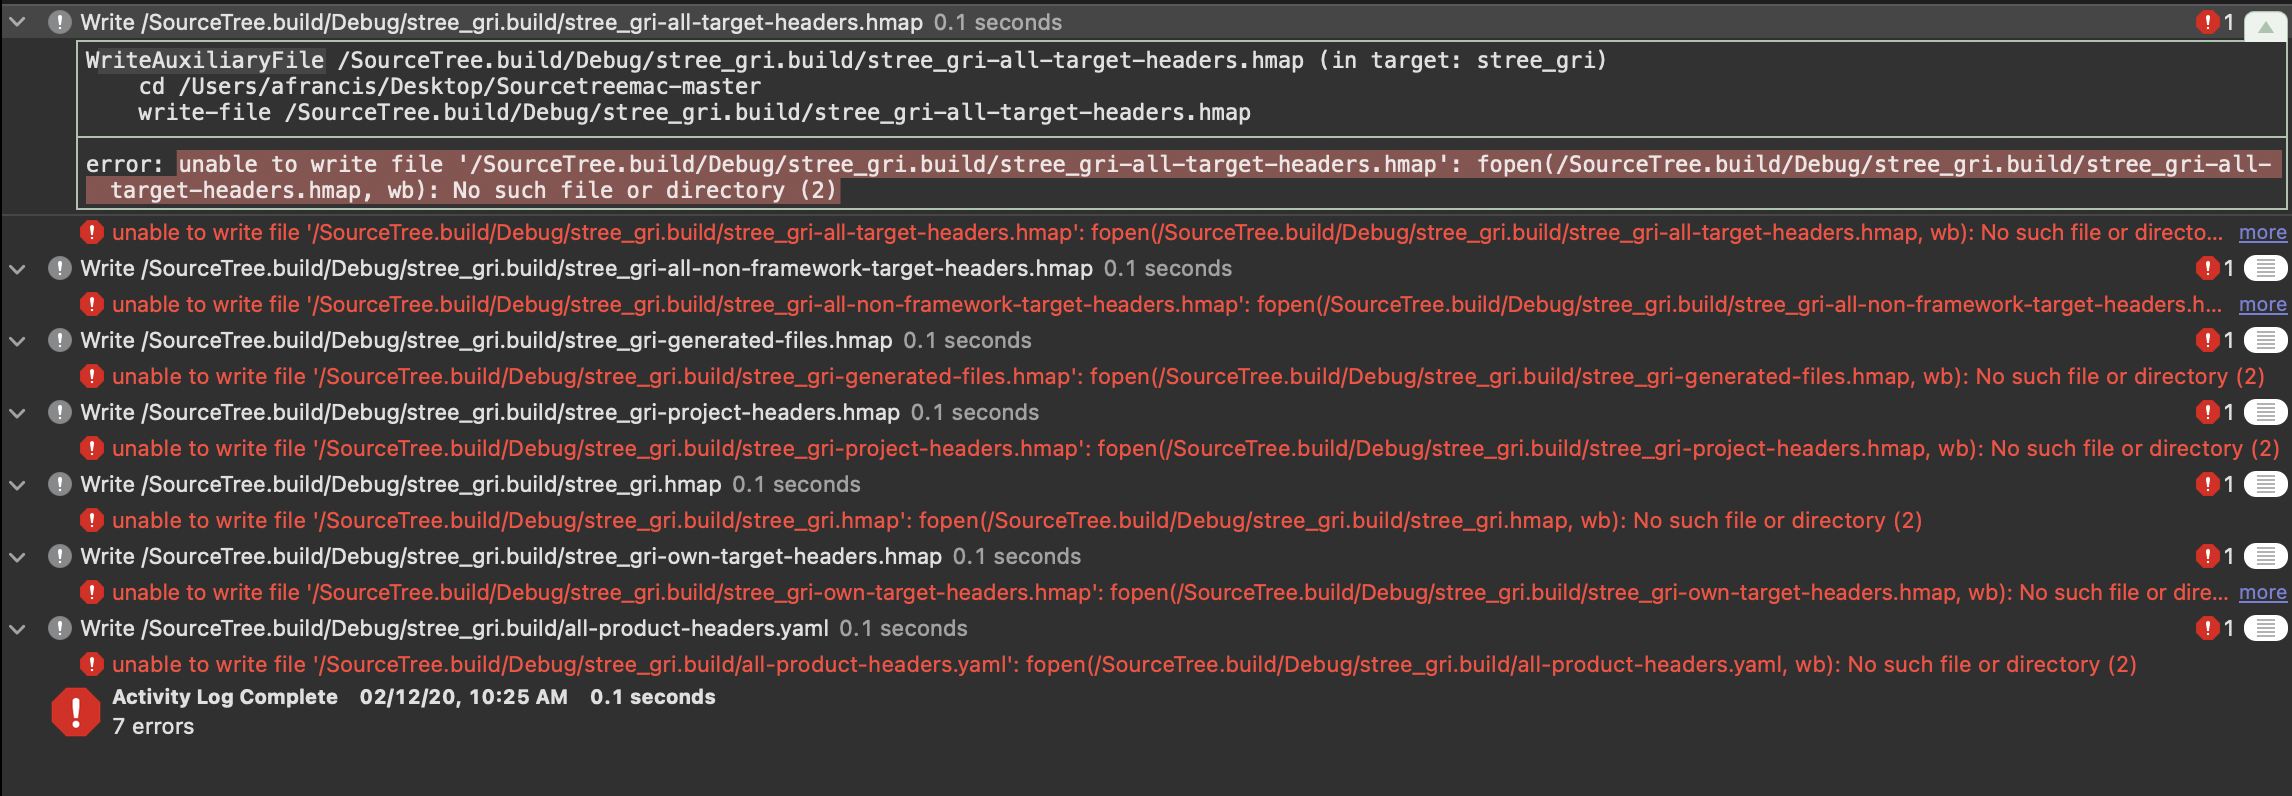 Write /SourceTree.build/Debug/stree_gri.build/stree_gri-all-target-headers.hmap 0.1 seconds 1
WriteAuxiliaryFile /SourceTree.build/Debug/stree_gri.build/stree_gri-all-target-headers.hmap (in target: stree_gri)
cd /Users/afrancis/Desktop/Sourcetreemac-master
write-file /SourceTree.build/Debug/stree_gri.build/stree_gri-all-target-headers.hmap
error: unable to write file '/SourceTree.build/Debug/stree_gri.build/stree_gri-all-target-headers.hmap': fopen(/SourceTree.build/Debug/stree_gri.build/stree_gri-all-
target-headers.hmap, wb): No such file or directory (2)
unable to write file '/SourceTree.build/Debug/stree_gri.build/stree_gri-all-target-headers.hmap': fopen(/SourceTree.build/Debug/stree_gri.build/stree_gri-all-target-headers.hmap, wb): No such file or directo... more
Write /SourceTree.build/Debug/stree_gri.build/stree_gri-all-non-framework-target-headers.hmap 0.1 seconds 1
unable to write file '/SourceTree.build/Debug/stree_gri.build/stree_gri-all-non-framework-target-headers.hmap': fopen(/SourceTree.build/Debug/stree_gri.build/stree_gri-all-non-framework-target-headers.h... more
Write /SourceTree.build/Debug/stree_gri.build/stree_gri-generated-files.hmap 0.1 seconds 1
unable to write file '/SourceTree.build/Debug/stree_gri.build/stree_gri-generated-files.hmap': fopen(/SourceTree.build/Debug/stree_gri.build/stree_gri-generated-files.hmap, wb): No such file or directory (2)
Write /SourceTree.build/Debug/stree_gri.build/stree_gri-project-headers.hmap 0.1 seconds 1
unable to write file '/SourceTree.build/Debug/stree_gri.build/stree_gri-project-headers.hmap': fopen(/SourceTree.build/Debug/stree_gri.build/stree_gri-project-headers.hmap, wb): No such file or directory (2)
Write /SourceTree.build/Debug/stree_gri.build/stree_gri.hmap 0.1 seconds 1
unable to write file '/SourceTree.build/Debug/stree_gri.build/stree_gri.hmap': fopen(/SourceTree.build/Debug/stree_gri.build/stree_gri.hmap, wb): No such file or directory (2)
Write /SourceTree.build/Debug/stree_gri.build/stree_gri-own-target-headers.hmap 0.1 seconds 1
unable to write file '/SourceTree.build/Debug/stree_gri.build/stree_gri-own-target-headers.hmap': fopen(/SourceTree.build/Debug/stree_gri.build/stree_gri-own-target-headers.hmap, wb): No such file or dire... more
Write /SourceTree.build/Debug/stree_gri.build/all-product-headers.yaml 0.1 seconds 1
unable to write file '/SourceTree.build/Debug/stree_gri.build/all-product-headers.yaml': fopen(/SourceTree.build/Debug/stree_gri.build/all-product-headers.yaml, wb): No such file or directory (2)
Activity Log Complete 02/12/20, 10:25 AM 0.1 seconds
7 errors